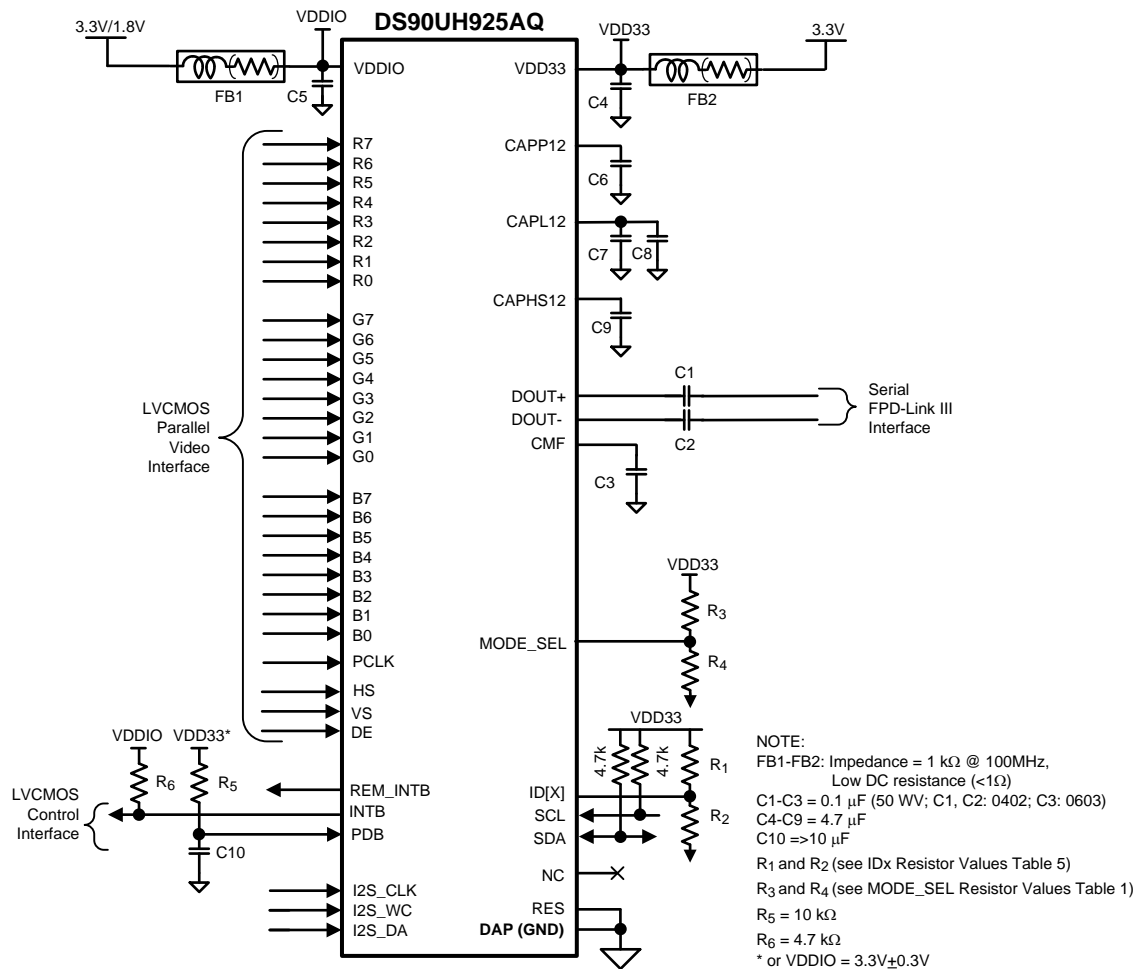 DS90UH925AQ
3.3V/1.8V
VDDIO
VDD33
3.3V
FB1
C5
VDDIO
VDD33
C4
FB2
R7
R6
R5
R4
R3
R2
R1
R0
CAPP12
C6
CAPL12
C7
C8
CAPHS12
C9
G7
G6
G5
G4
G3
G2
G1
G0
LVCMOS
Parallel
Video
Interface
DOUT+
DOUT-
CMF
C1
C2
C3
Serial
FPD-Link III
Interface
B7
B6
B5
B4
B3
B2
B1
B0
PCLK
HS
VS
DE
MODE_SEL
VDD33
R3
R4
VDDIO
VDD33*
R6
R5
LVCMOS
Control
Interface
REM_INTB
INTB
PDB
C10
I2S_CLK
I2S_WC
I2S_DA
VDD33
4.7k
4.7k
R1
R2
ID[X]
SCL
SDA
NC
RES
DAP (GND)
NOTE:
FB1-FB2: Impedance = 1 kΩ @ 100MHz,
Low DC resistance (<1Ω)
C1-C3 = 0.1 μF (50 WV; C1, C2: 0402; C3: 0603)
C4-C9 = 4.7 μF
C10 =>10 μF
R1 and R2 (see IDx Resistor Values Table 5)
R3 and R4 (see MODE_SEL Resistor Values Table 1)
R5 = 10 kΩ
R6 = 4.7 kΩ
* or VDDIO = 3.3V±0.3V